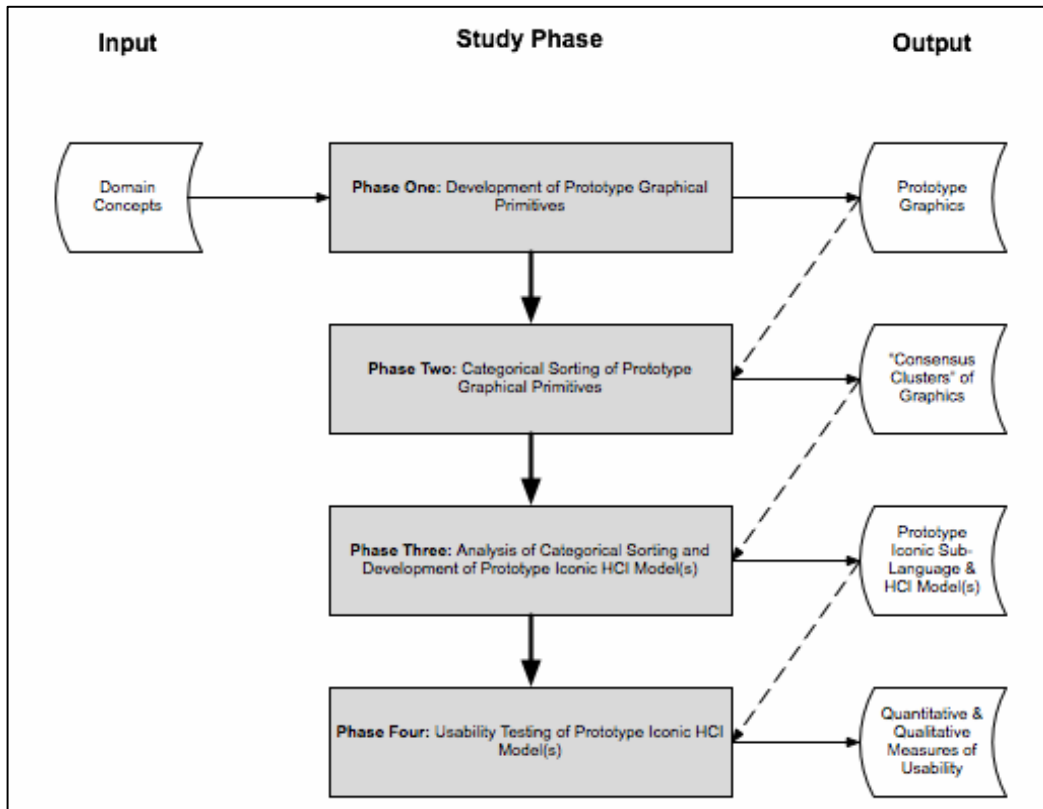 Input
Study Phase
Output
Domain
Concepts
Phase One: Development of Prototype Graphical
Primitives
Prototype
Graphics
Phase Two: Categorical Sorting of Prototype
Graphical Primitives
"Consensus
Clusters" of
Graphics
Phase Three: Analysis of Categorical Sorting and
Development of Prototype Iconic HCI Model(s)
Prototype
Iconic Sub-
Language &
HCI Model(s)
Phase Four: Usability Testing of Prototype Iconic HCI
Model(s)
Quantitative &
Qualitative
Measures of
Usability